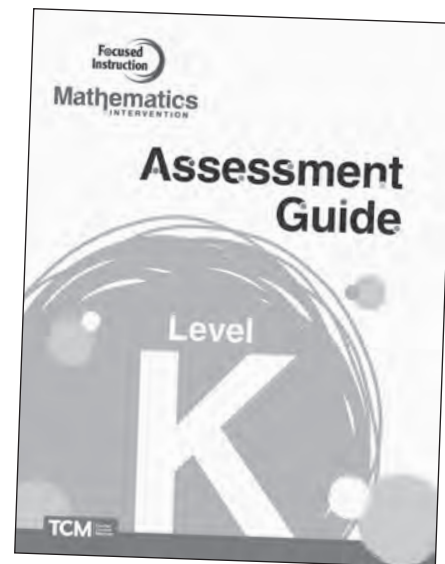 Focused
Instruction
Mathematics
INTERVENTION
Assessment
Guide
Level
K
TCM